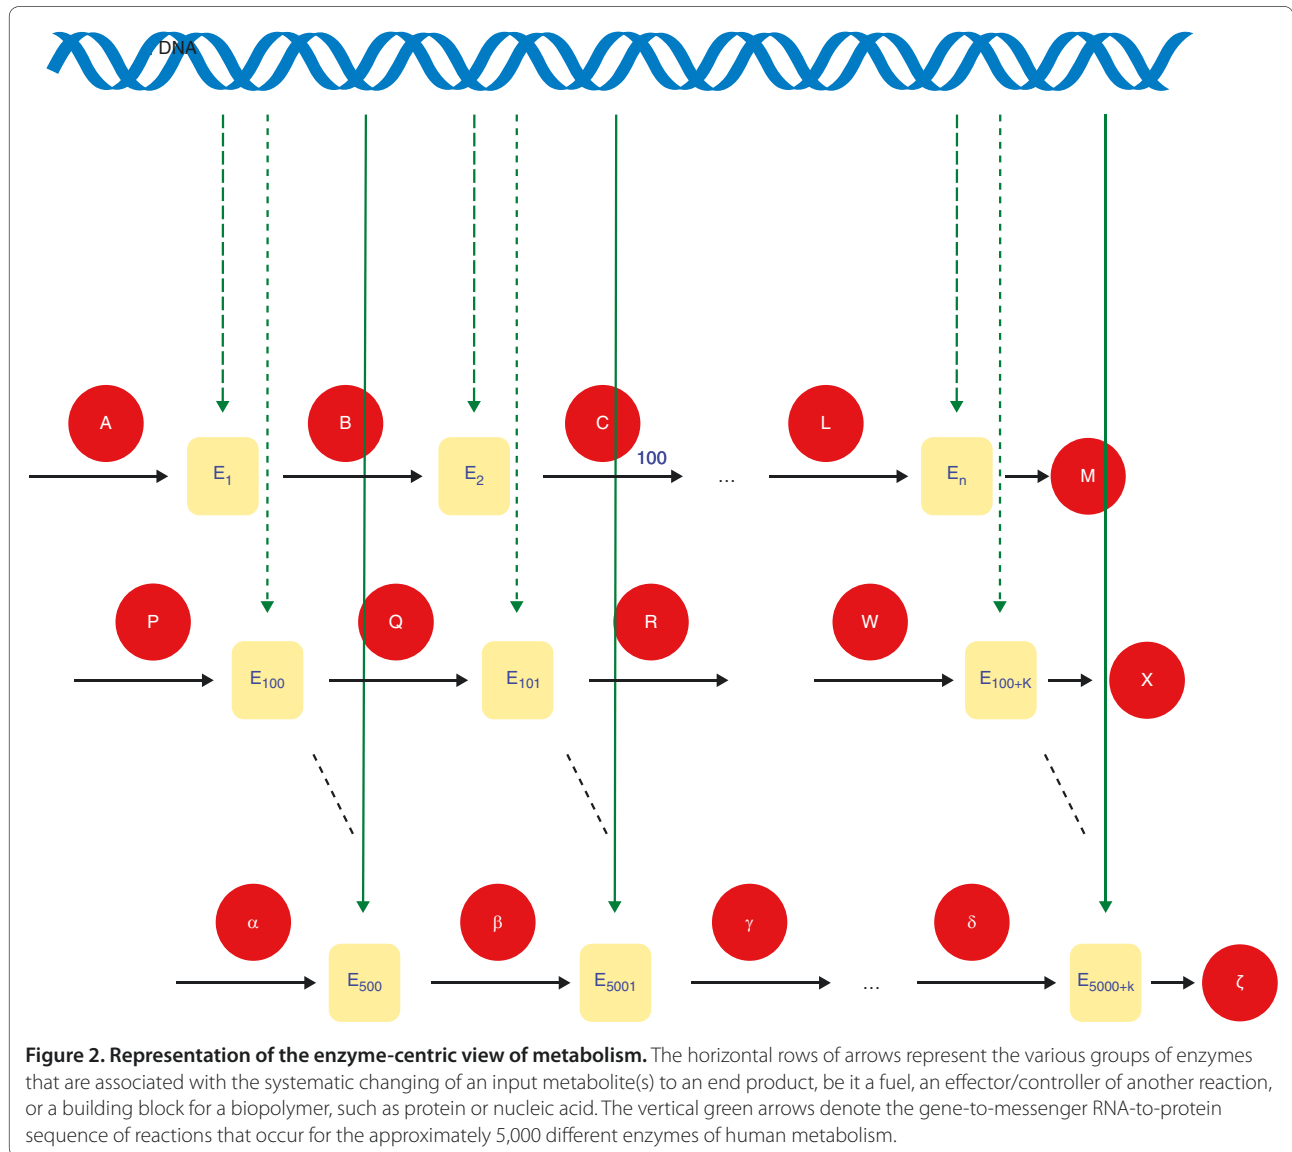 DNA
A B C L
E1 E2 100 ... En M
P Q R W
E100 E101 E100+K X
α β γ δ
E500 E5001 ... E5000+k ζ
Figure 2. Representation of the enzyme-centric view of metabolism. The horizontal rows of arrows represent the various groups of enzymes
that are associated with the systematic changing of an input metabolite(s) to an end product, be it a fuel, an effector/controller of another reaction,
or a building block for a biopolymer, such as protein or nucleic acid. The vertical green arrows denote the gene-to-messenger RNA-to-protein
sequence of reactions that occur for the approximately 5,000 different enzymes of human metabolism.